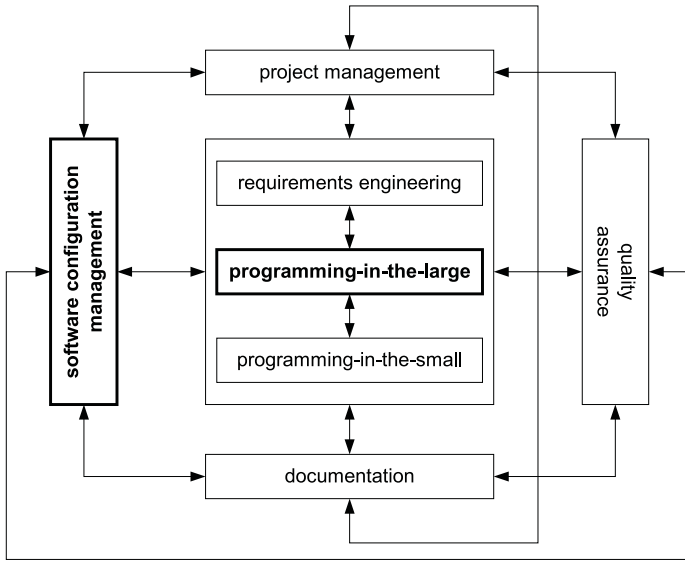 project management
requirements engineering
software configuration
management
programming-in-the-large
quality
assurance
programming-in-the-small
documentation